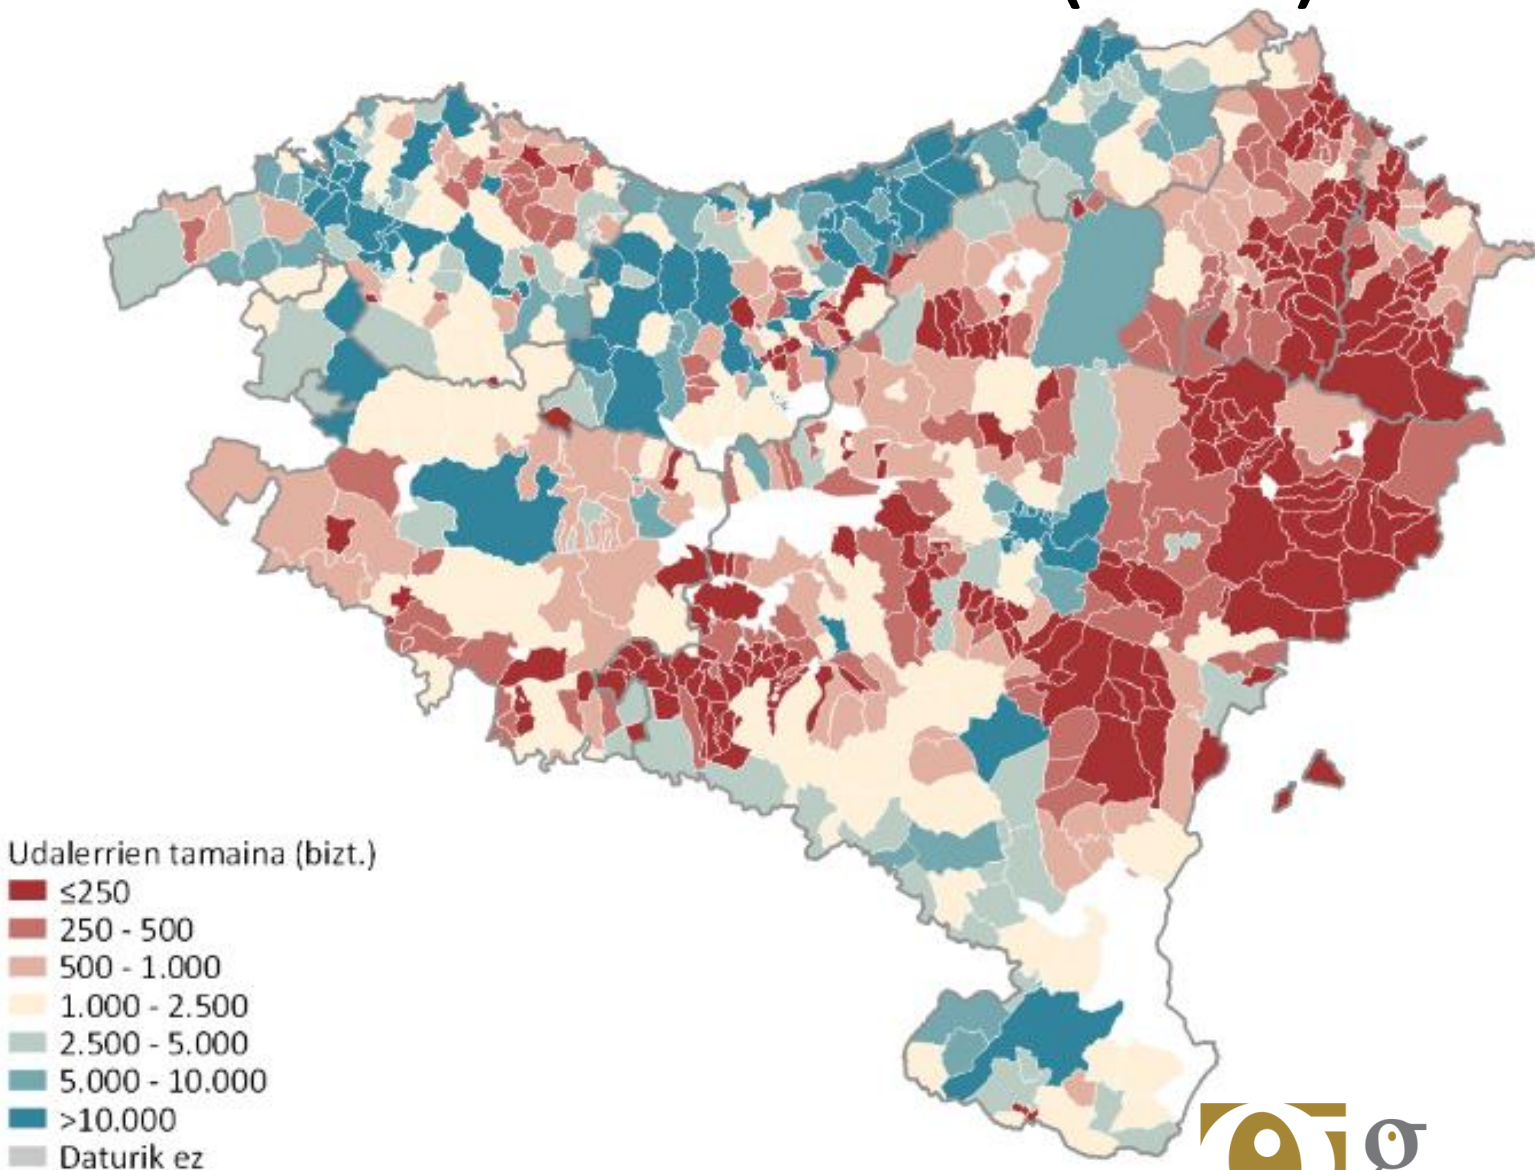 Udalerrien tamaina (bizt.)
≤250
250 - 500
500 - 1.000
1.000 - 2.500
2.500 - 5.000
5.000 - 10.000
>10.000
Daturik ez
g